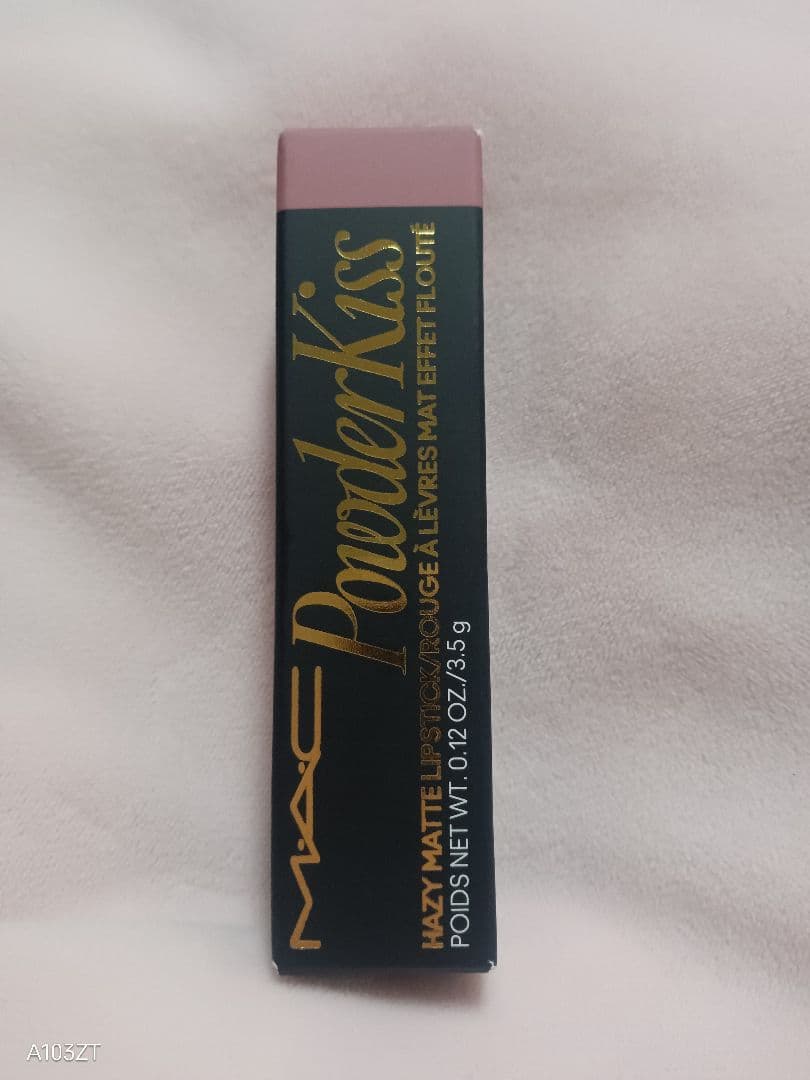 M·A·C PowderKiss
HAZY MATTE LIPSTICK/ROUGE À LÈVRES MAT EFFET FLOUTÉ
POIDS NET WT. 0.12 OZ./3.5 g
A103ZT